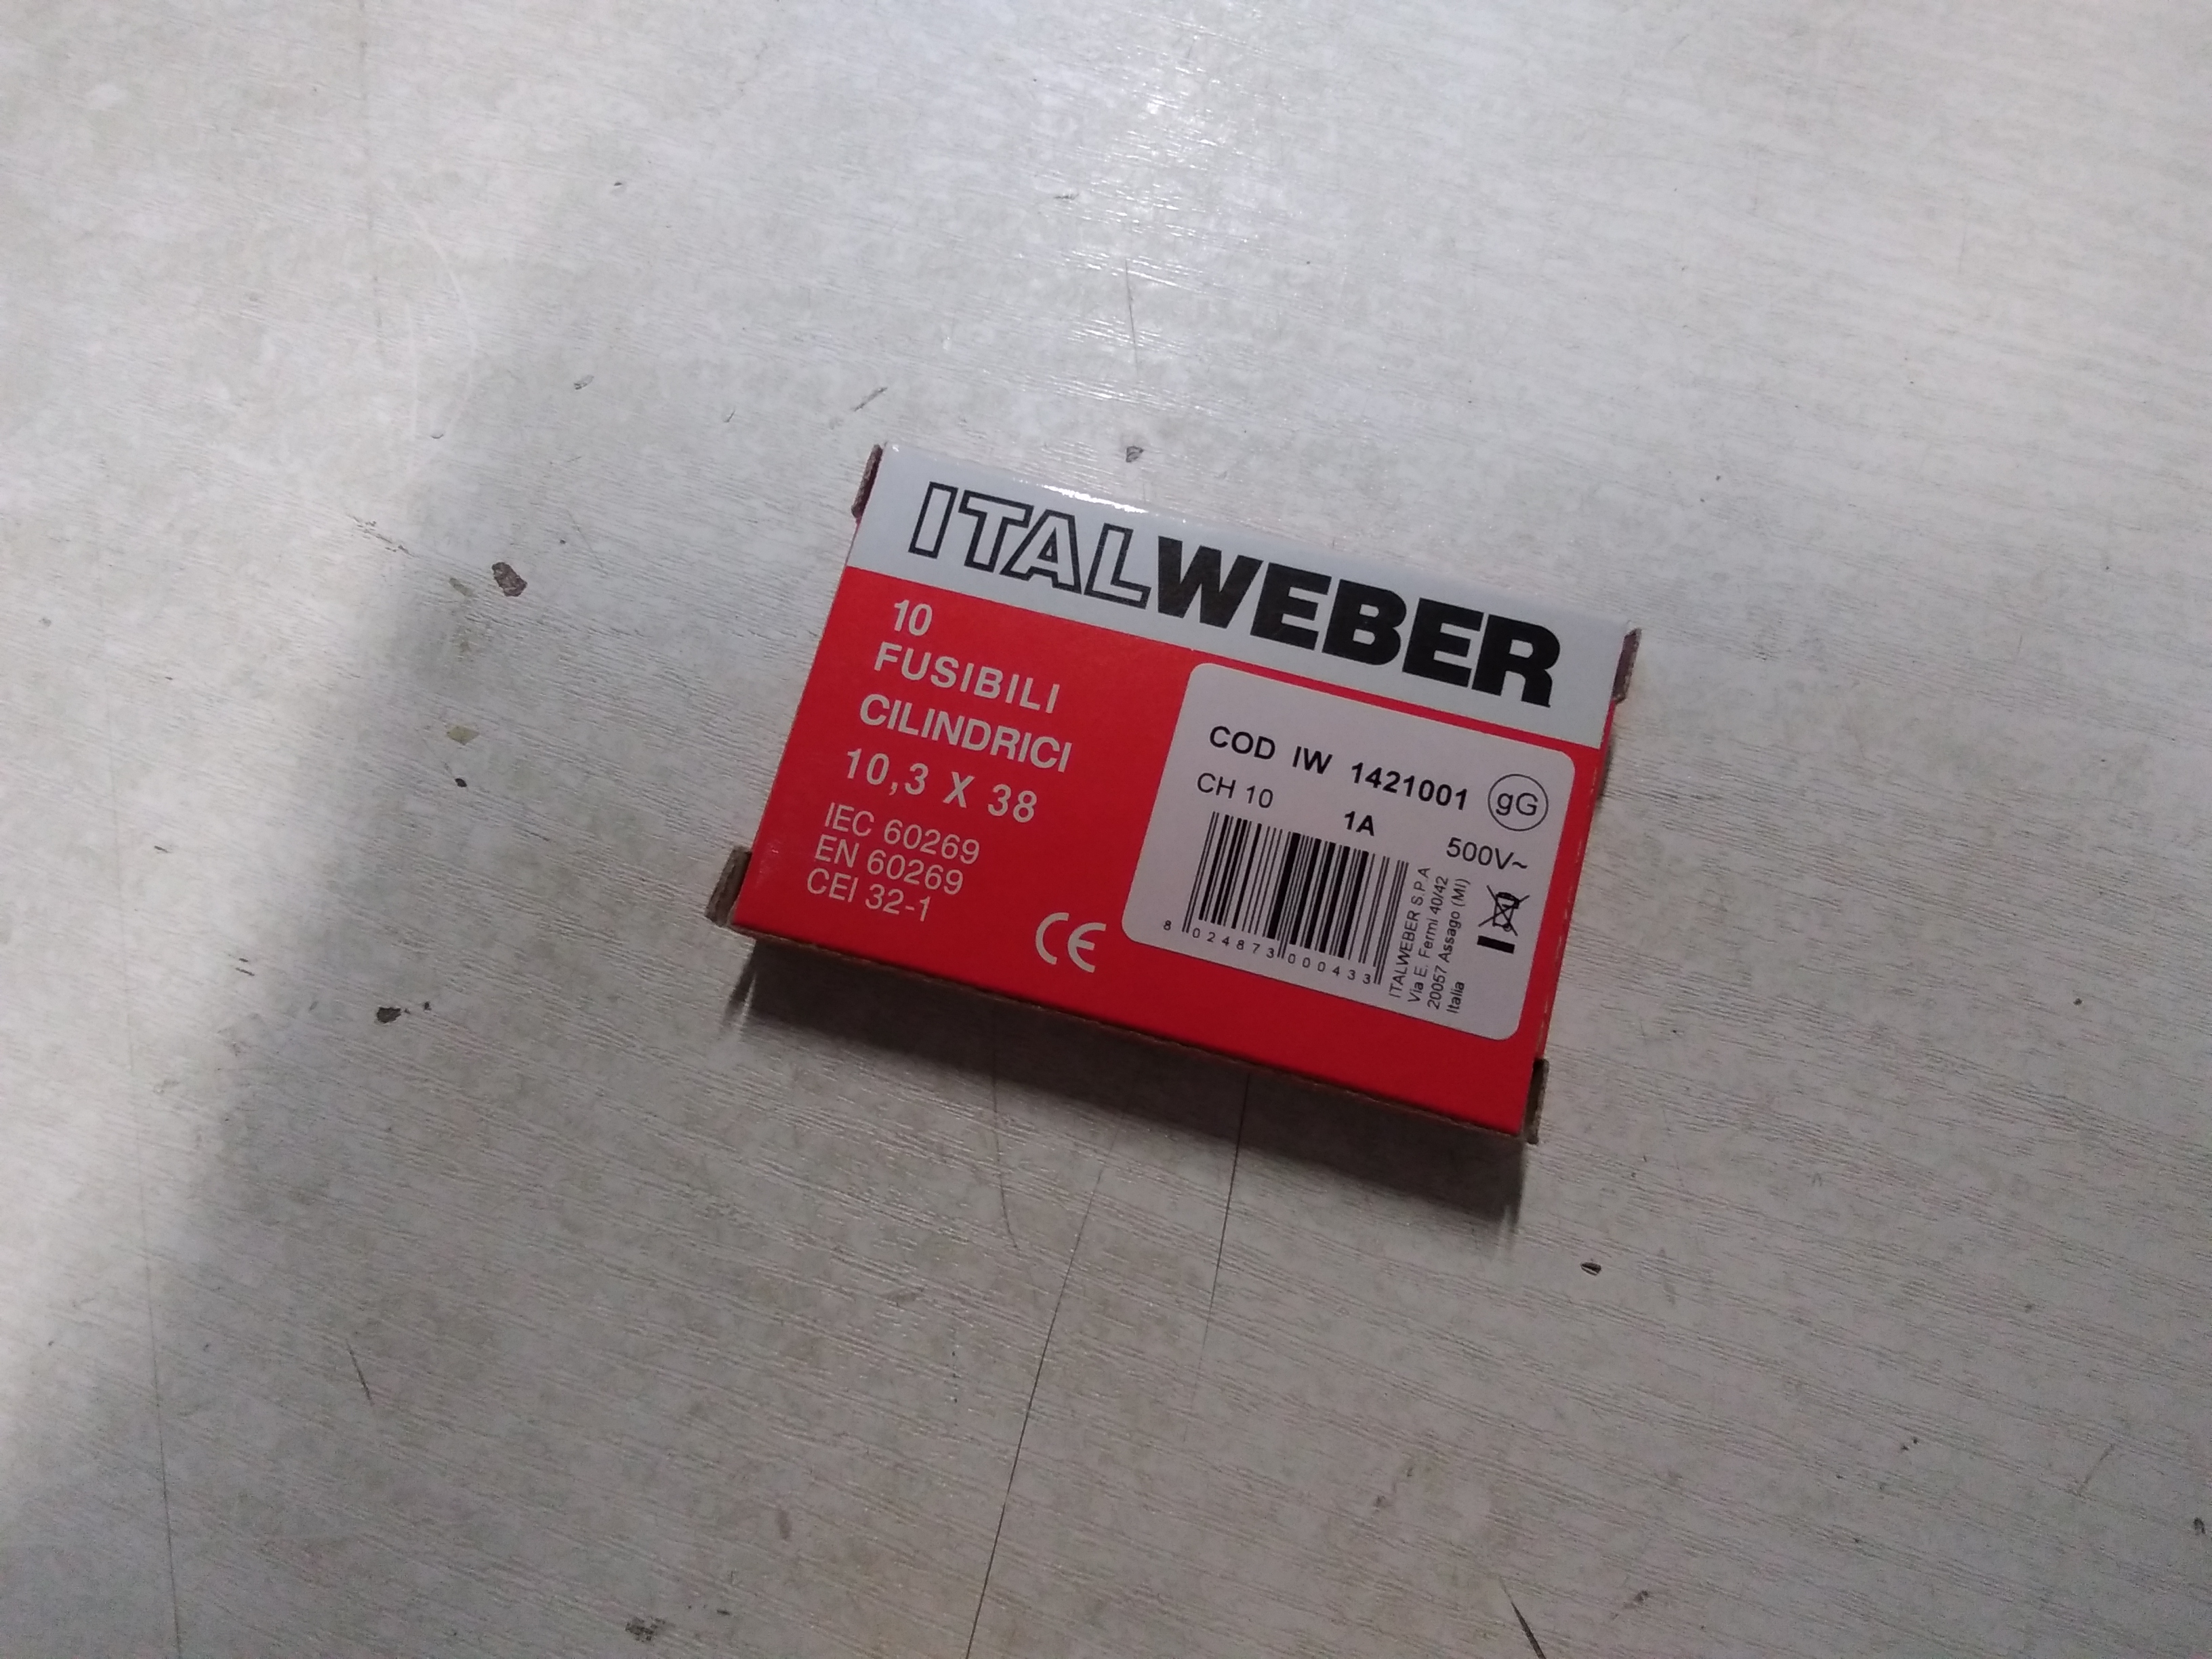 ITALWEBER
10
FUSIBILI
CILINDRICI
10,3 X 38
IEC 60269
EN 60269
CEI 32-1
CE
COD IW 1421001 gG
CH 10 1A
500V~
8 024873 000433
ITALWEBER S.P.A
Via E. Fermi 40/42
20057 Assago (MI)
Italia